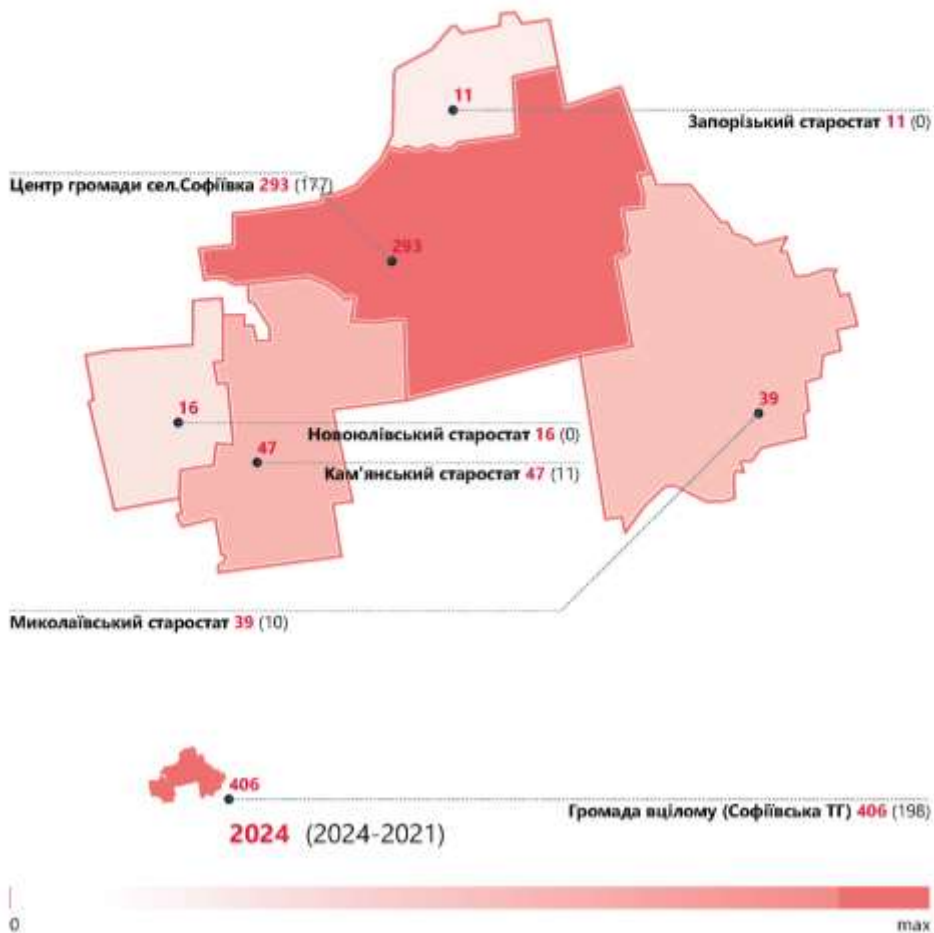 11
Запорізький старостат 11 (0)
Центр громади сел.Софіївка 293 (177)
293
16
39
Новоюлівський старостат 16 (0)
47
Кам'янський старостат 47 (11)
Миколаївський старостат 39 (10)
406
Громада вцілому (Софіївська ТГ) 406 (198)
2024 (2024-2021)
0
max